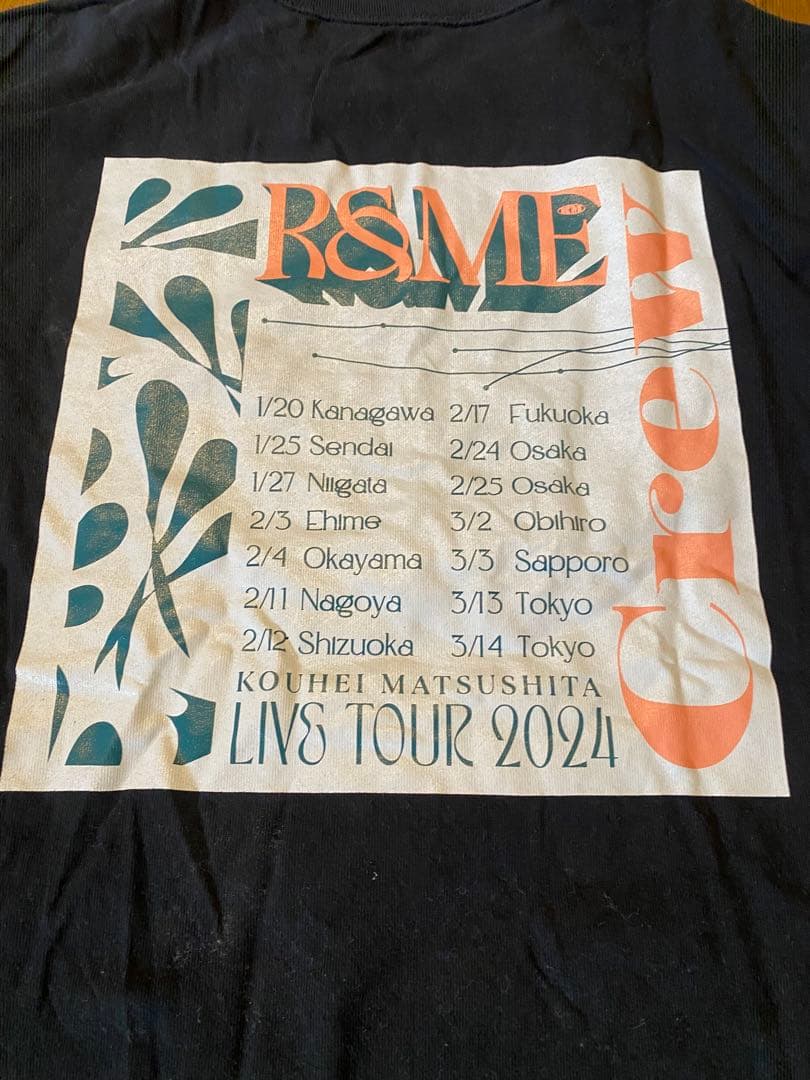 R&ME
Crew
1/20 Kanagawa
1/25 Sendai
1/27 Niigata
2/3 Ehime
2/4 Okayama
2/11 Nagoya
2/12 Shizuoka
2/17 Fukuoka
2/24 Osaka
2/25 Osaka
3/2 Obihiro
3/3 Sapporo
3/13 Tokyo
3/14 Tokyo
KOUHEI MATSUSHITA
LIVE TOUR 2024